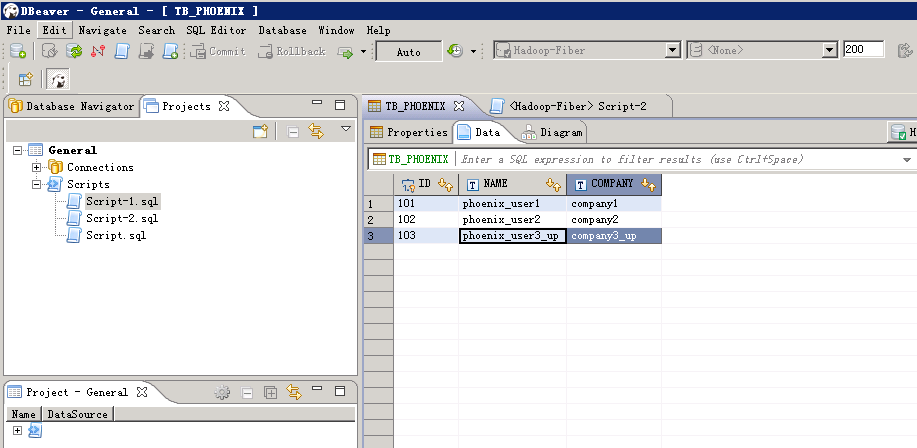 DBeaver - General - [ TB_PHOENIX ]
File Edit Navigate Search SQL Editor Database Window Help
Commit Rollback Auto Hadoop-Fiber <None> 200
Database Navigator Projects
General
Connections
Scripts
Script-1.sql
Script-2.sql
Script.sql
Project - General
Name DataSource
TB_PHOENIX <Hadoop-Fiber> Script-2
Properties Data Diagram H
TB_PHOENIX Enter a SQL expression to filter results (use Ctrl+Space)
ID NAME COMPANY
1 101 phoenix_user1 company1
2 102 phoenix_user2 company2
3 103 phoenix_user3_up company3_up